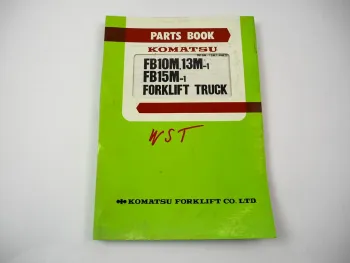 PARTS BOOK
KOMATSU
FB10M,13M-1
FB15M-1
FORKLIFT TRUCK
WST
KOMATSU FORKLIFT CO. LTD